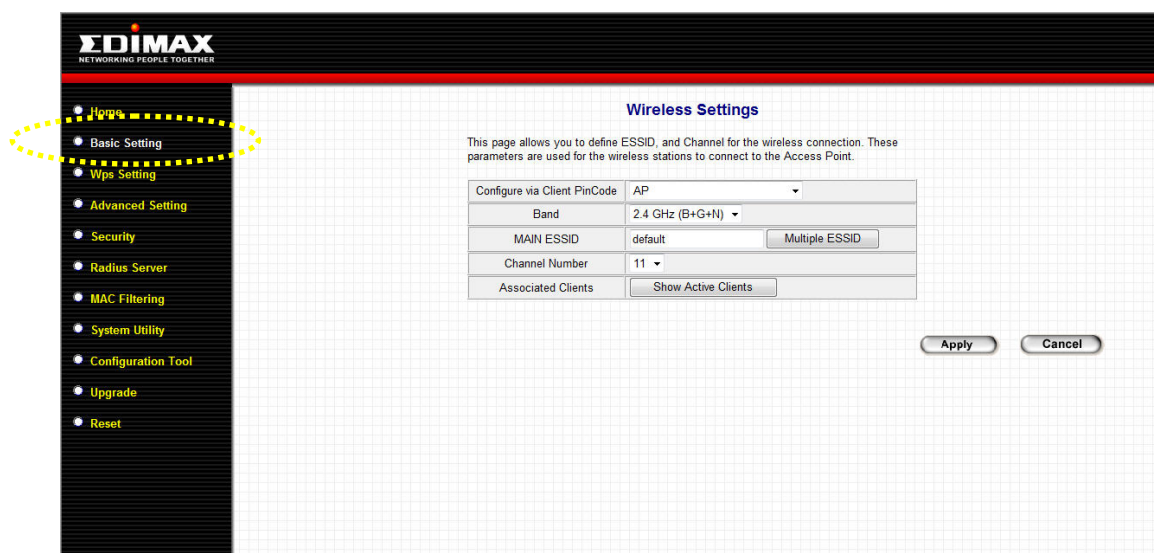 EDIMAX
NETWORKING PEOPLE TOGETHER
Home
Basic Setting
Wps Setting
Advanced Setting
Security
Radius Server
MAC Filtering
System Utility
Configuration Tool
Upgrade
Reset
Wireless Settings
This page allows you to define ESSID, and Channel for the wireless connection. These
parameters are used for the wireless stations to connect to the Access Point.
Configure via Client PinCode AP
Band 2.4 GHz (B+G+N)
MAIN ESSID default Multiple ESSID
Channel Number 11
Associated Clients Show Active Clients
Apply Cancel